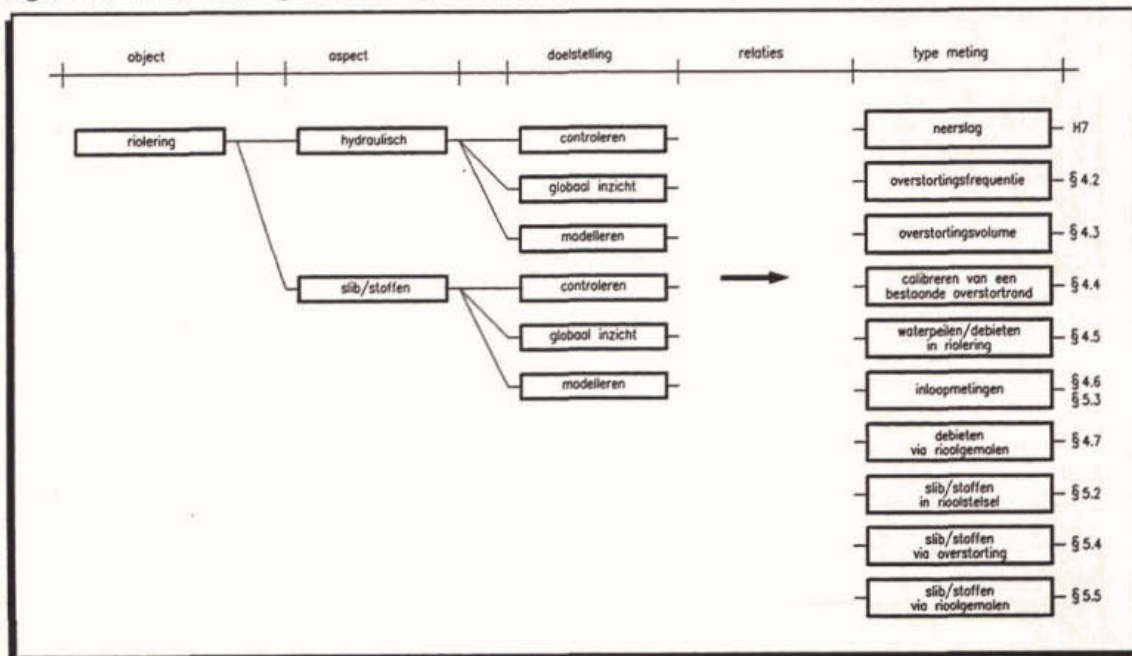 object aspect doelstelling relaties type meting
riolering hydraulisch controleren neerslag H7
globaal inzicht overstortingsfrequentie § 4.2
modelleren overstortingsvolume § 4.3
slib/stoffen controleren calibreren van een
bestaande overstortrand § 4.4
globaal inzicht waterpeilen/debieten
in riolering § 4.5
modelleren inloopmetingen § 4.6
§ 5.3
debieten
via rioolgemalen § 4.7
slib/stoffen
in rioolstelsel § 5.2
slib/stoffen
via overstorting § 5.4
slib/stoffen
via rioolgemalen § 5.5